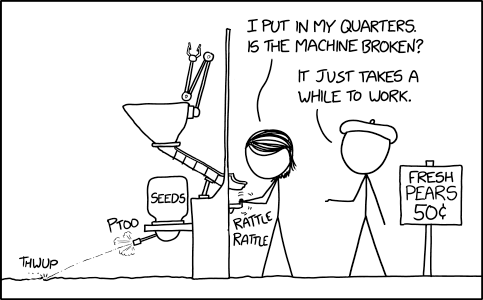 I PUT IN MY QUARTERS.
IS THE MACHINE BROKEN?
IT JUST TAKES A
WHILE TO WORK.
SEEDS
PTOO
THWUP
RATTLE
RATTLE
FRESH
PEARS
50¢